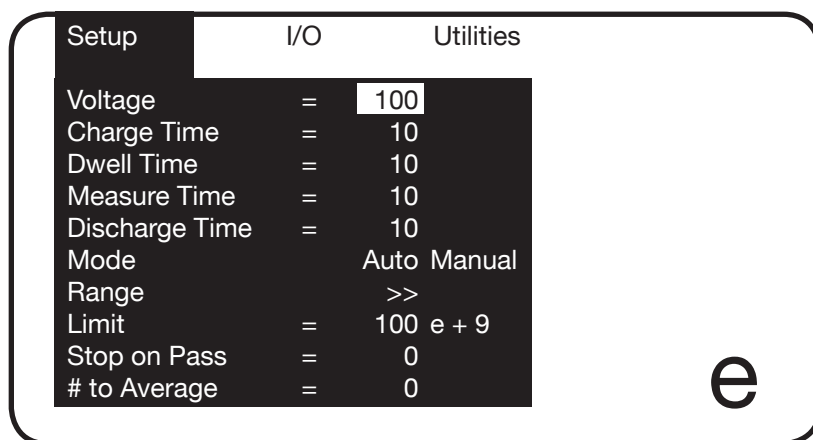 Setup I/O Utilities
Voltage = 100
Charge Time = 10
Dwell Time = 10
Measure Time = 10
Discharge Time = 10
Mode Auto Manual
Range >>
Limit = 100 e + 9
Stop on Pass = 0
# to Average = 0
e